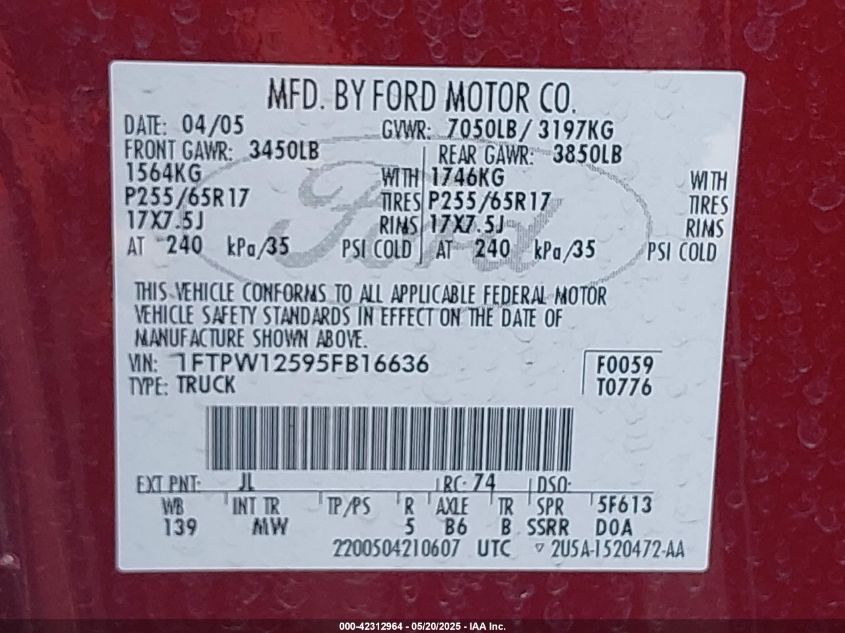 MFD. BY FORD MOTOR CO.
DATE: 04/05 GVWR: 7050LB/ 3197KG
FRONT GAWR: 3450LB REAR GAWR: 3850LB
1564KG WITH 1746KG WITH
P255/65R17 TIRES P255/65R17 TIRES
17X7.5J RIMS 17X7.5J RIMS
AT 240 kPa/35 PSI COLD AT 240 kPa/35 PSI COLD
Ford
THIS VEHICLE CONFORMS TO ALL APPLICABLE FEDERAL MOTOR
VEHICLE SAFETY STANDARDS IN EFFECT ON THE DATE OF
MANUFACTURE SHOWN ABOVE.
VIN: 1FTPW12595FB16636 F0059
TYPE: TRUCK T0776
EXT PNT: JL RC: 74 DSO:
WB INT TR TP/PS R AXLE TR SPR 5F613
139 MW 5 B6 B SSRR DOA
2200504210607 UTC ▽ 2U5A-1520472-AA
000-42312964 - 05/20/2025 - IAA Inc.